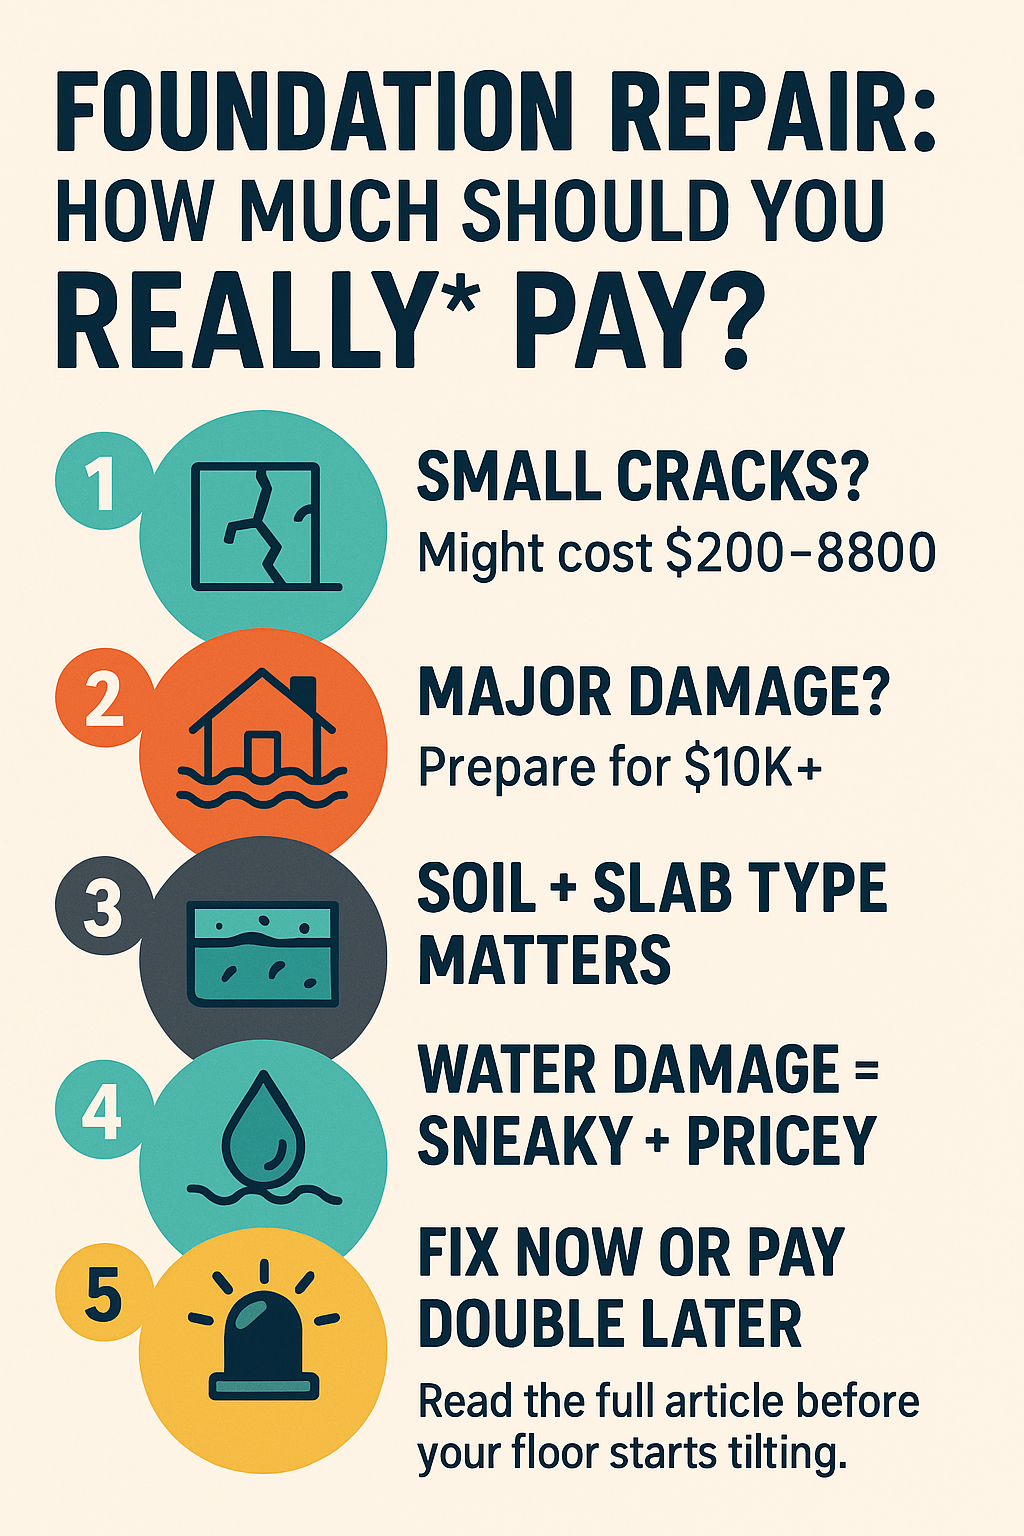 FOUNDATION REPAIR:
HOW MUCH SHOULD YOU
REALLY* PAY?
1
SMALL CRACKS?
Might cost $200–8800
2
MAJOR DAMAGE?
Prepare for $10K+
3
SOIL + SLAB TYPE
MATTERS
4
WATER DAMAGE =
SNEAKY + PRICEY
5
FIX NOW OR PAY
DOUBLE LATER
Read the full article before
your floor starts tilting.